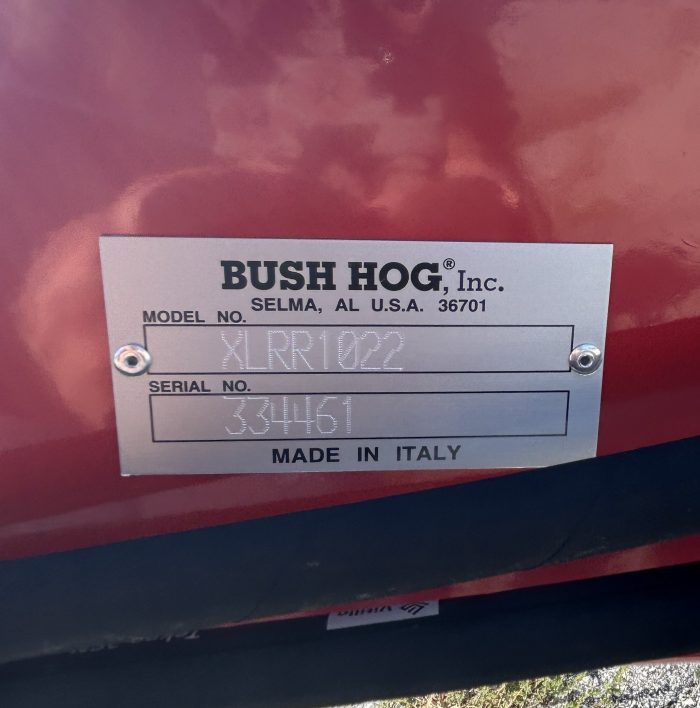 BUSH HOG®, Inc.
SELMA, AL U.S.A. 36701
MODEL NO.
XLRR1022
SERIAL NO.
334461
MADE IN ITALY